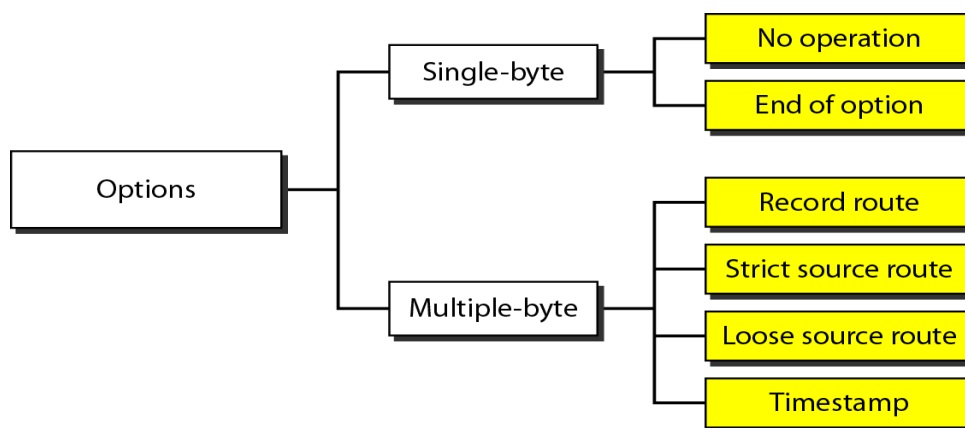 Options
Single-byte
No operation
End of option
Multiple-byte
Record route
Strict source route
Loose source route
Timestamp